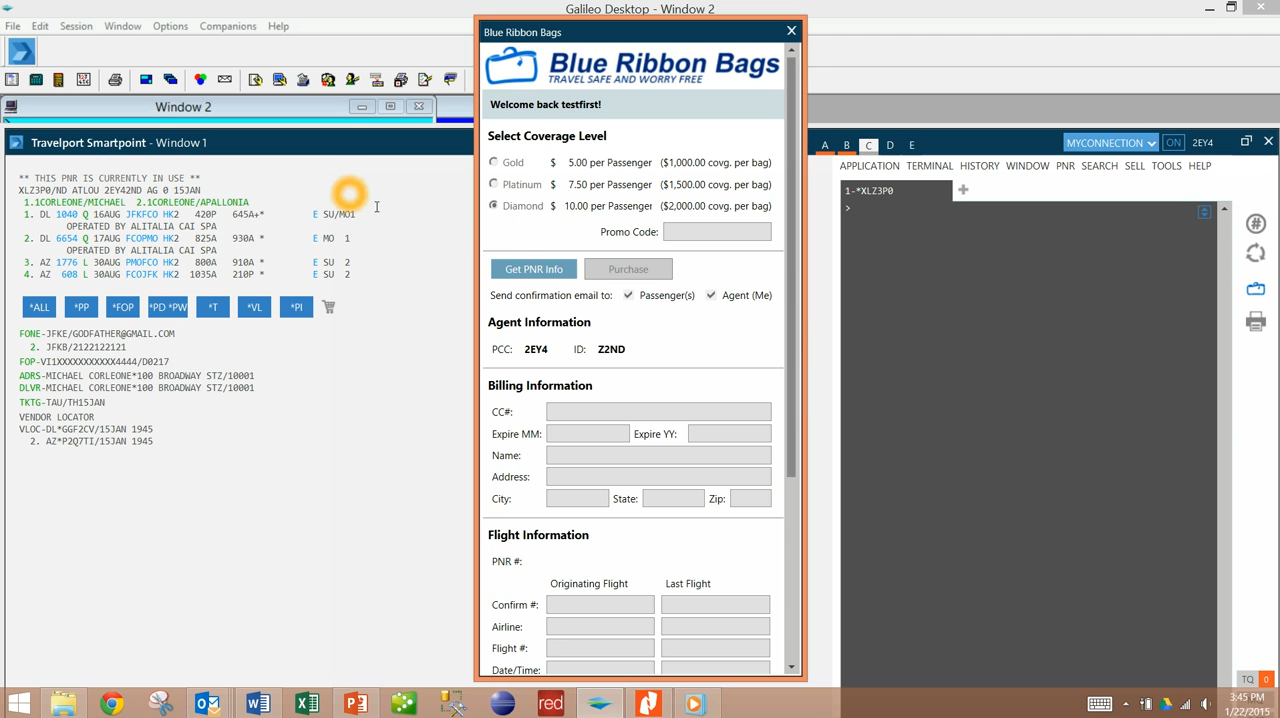 Galileo Desktop - Window 2
File Edit Session Window Options Companions Help
Window 2
Travelport Smartpoint - Window 1
** THIS PNR IS CURRENTLY IN USE **
XLZ3P0/ND ATLOU 2EY42ND AG 0 15JAN
1.1CORLEONE/MICHAEL 2.1CORLEONE/APALLONIA
1. DL 1040 Q 16AUG JFKFCO HK2 420P 645A+* E SU/MO1
OPERATED BY ALITALIA CAI SPA
2. DL 6654 Q 17AUG FCOPMO HK2 825A 930A * E MO 1
OPERATED BY ALITALIA CAI SPA
3. AZ 1776 L 30AUG PMOFCO HK2 800A 910A * E SU 2
4. AZ 608 L 30AUG FCOJFK HK2 1035A 210P * E SU 2
*ALL *PP *FOP *PD *PW *T *VL *PI
FONE-JFKE/GODFATHER@GMAIL.COM
2. JFKB/2122122121
FOP-VI1XXXXXXXXXXX4444/D0217
ADRS-MICHAEL CORLEONE*100 BROADWAY STZ/10001
DLVR-MICHAEL CORLEONE*100 BROADWAY STZ/10001
TKTG-TAU/TH15JAN
VENDOR LOCATOR
VLOC-DL*GGF2CV/15JAN 1945
2. AZ*P2Q7TI/15JAN 1945
Blue Ribbon Bags
Blue Ribbon Bags
TRAVEL SAFE AND WORRY FREE
Welcome back testfirst!
Select Coverage Level
Gold $ 5.00 per Passenger ($1,000.00 covg. per bag)
Platinum $ 7.50 per Passenger ($1,500.00 covg. per bag)
Diamond $ 10.00 per Passenger ($2,000.00 covg. per bag)
Promo Code:
Get PNR Info Purchase
Send confirmation email to: Passenger(s) Agent (Me)
Agent Information
PCC: 2EY4 ID: Z2ND
Billing Information
CC#:
Expire MM: Expire YY:
Name:
Address:
City: State: Zip:
Flight Information
PNR #:
Originating Flight Last Flight
Confirm #:
Airline:
Flight #:
Date/Time:
A B C D E MYCONNECTION ON 2EY4
APPLICATION TERMINAL HISTORY WINDOW PNR SEARCH SELL TOOLS HELP
1-*XLZ3P0
>
TQ 0
red
3:45 PM
1/22/2015